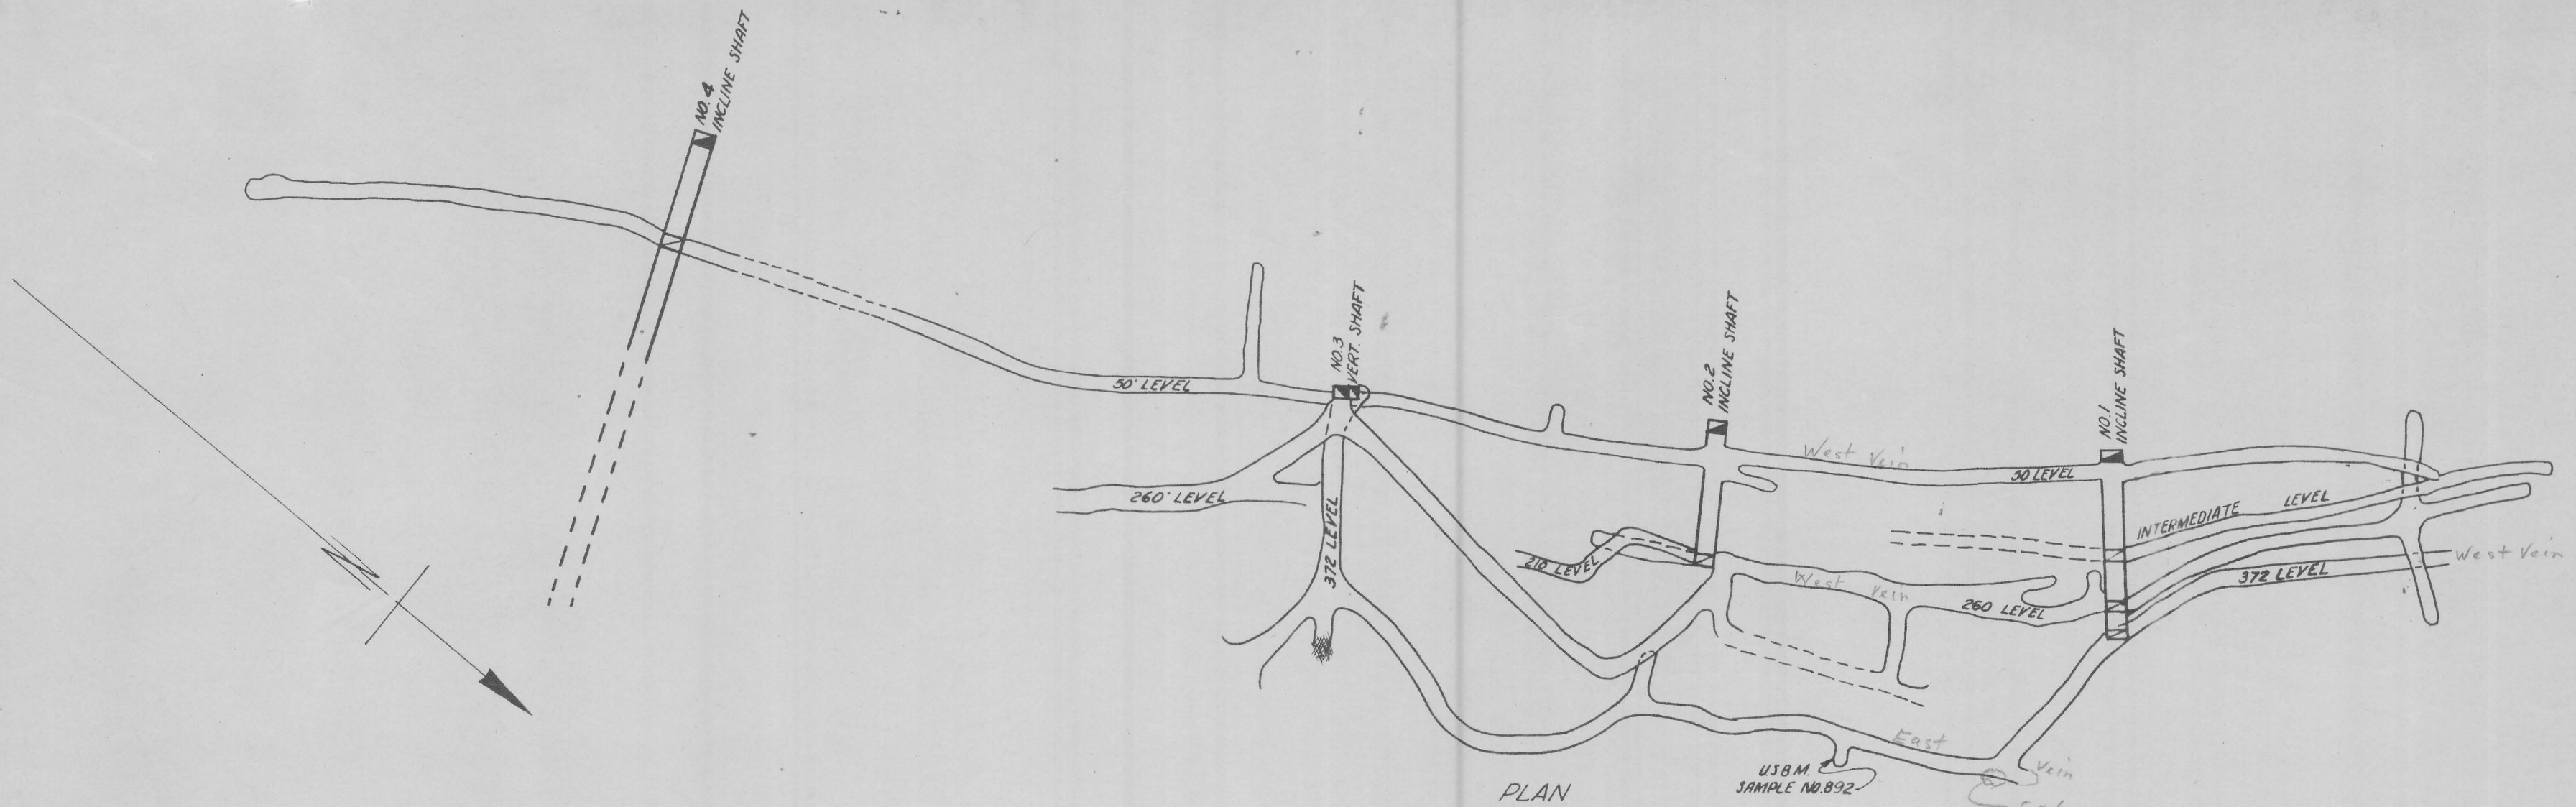 NO. 4
INCLINE SHAFT
N
50' LEVEL
NO. 3
VERT. SHAFT
260' LEVEL
372 LEVEL
NO. 2
INCLINE SHAFT
West Vein
50 LEVEL
NO. 1
INCLINE SHAFT
INTERMEDIATE LEVEL
West Vein
372 LEVEL
210 LEVEL
West Vein
260 LEVEL
East Vein
U.S.B.M.
SAMPLE NO. 892
PLAN